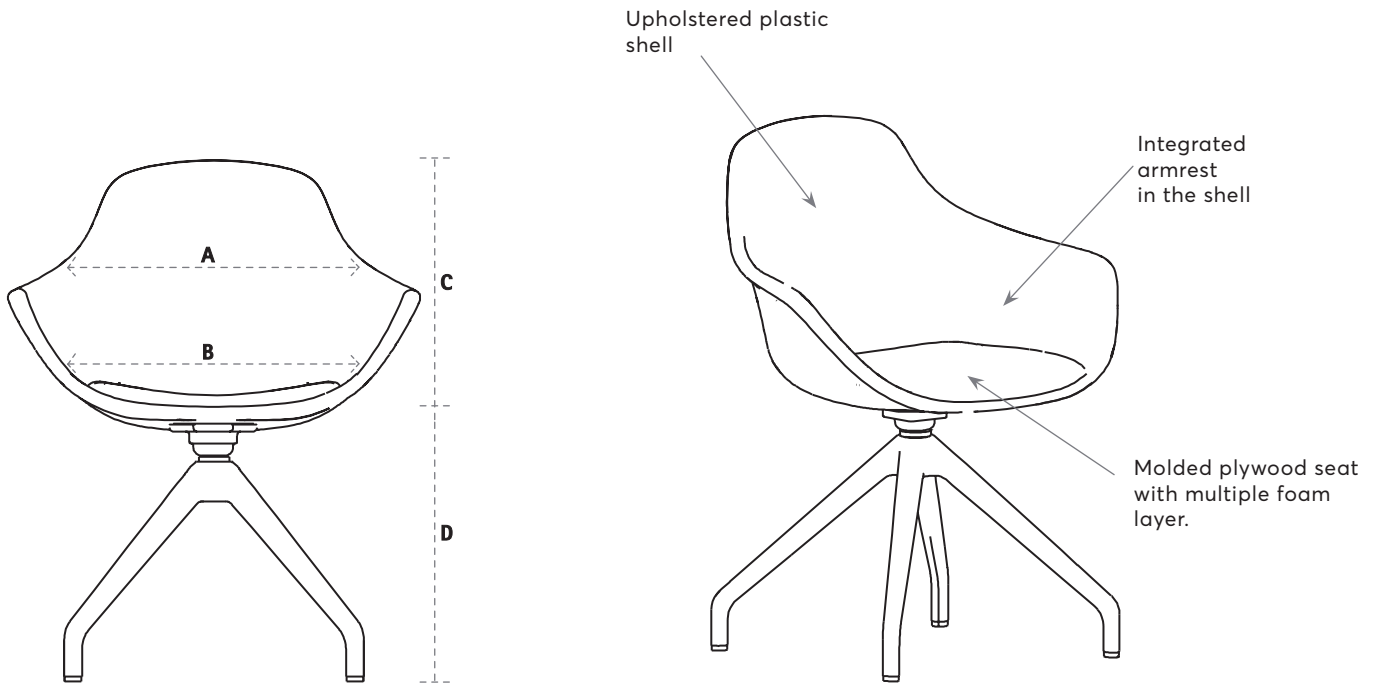 Upholstered plastic
shell
Integrated
armrest
in the shell
A
C
B
Molded plywood seat
with multiple foam
layer.
D